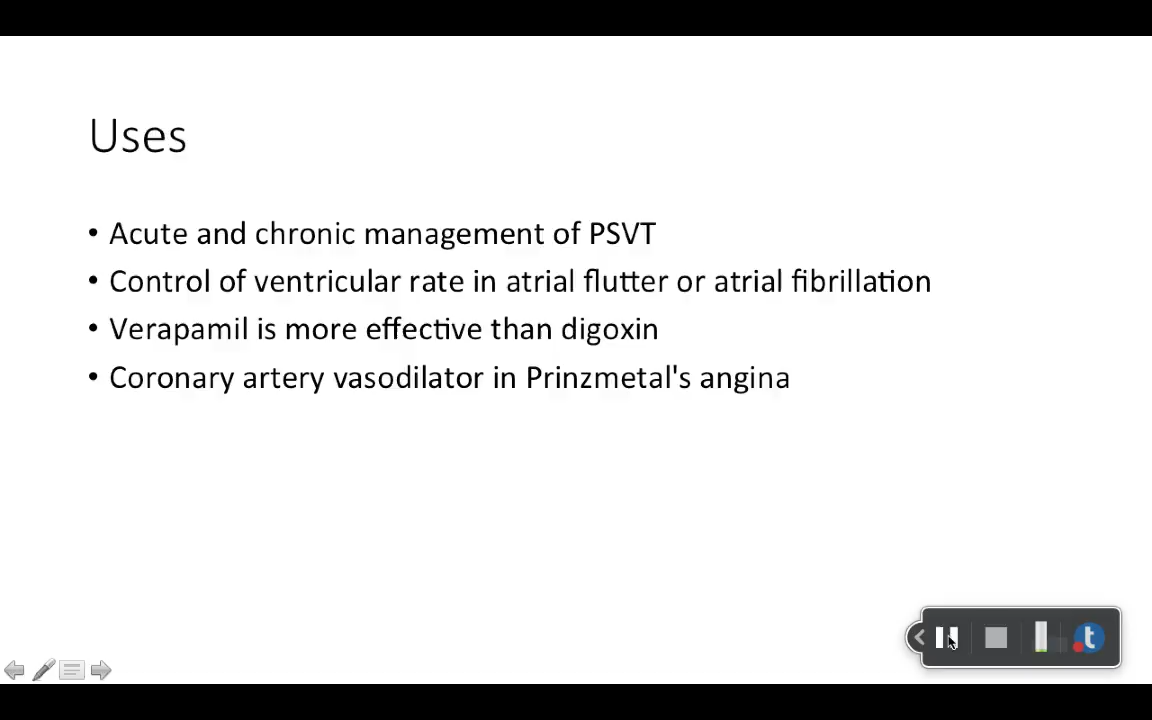 Uses
• Acute and chronic management of PSVT
• Control of ventricular rate in atrial flutter or atrial fibrillation
• Verapamil is more effective than digoxin
• Coronary artery vasodilator in Prinzmetal's angina
t